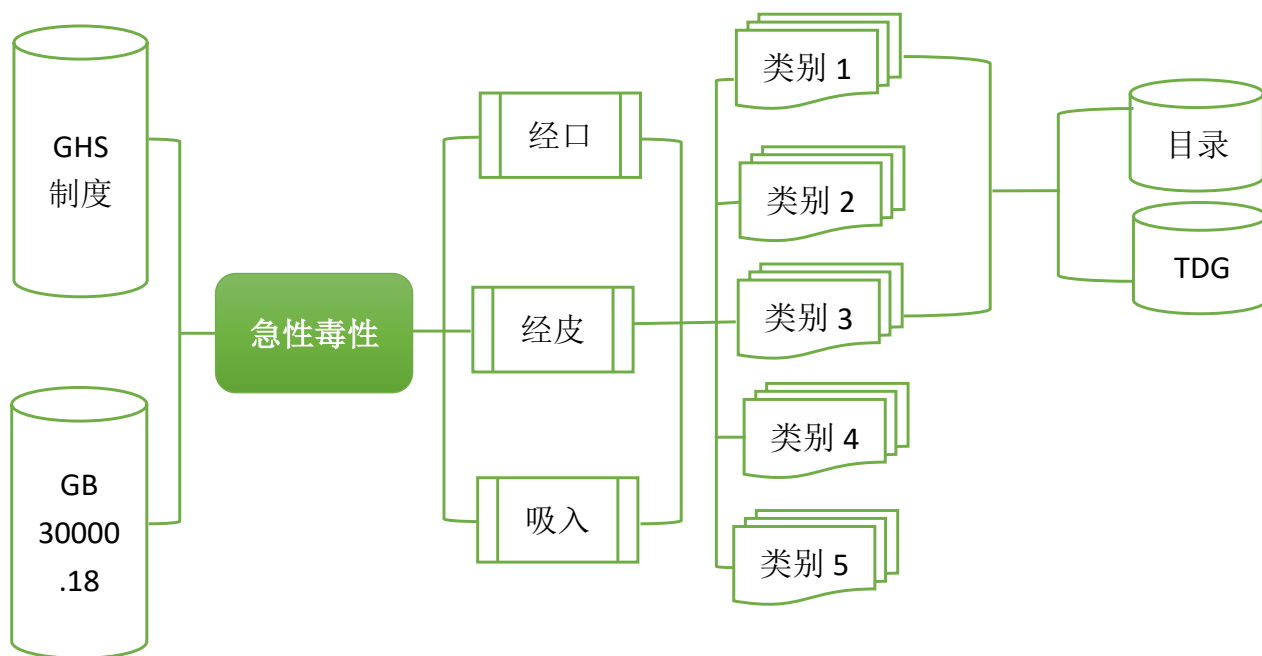 GHS
制度
GB
30000
.18
急性毒性
经口
经皮
吸入
类别 1
类别 2
类别 3
类别 4
类别 5
目录
TDG